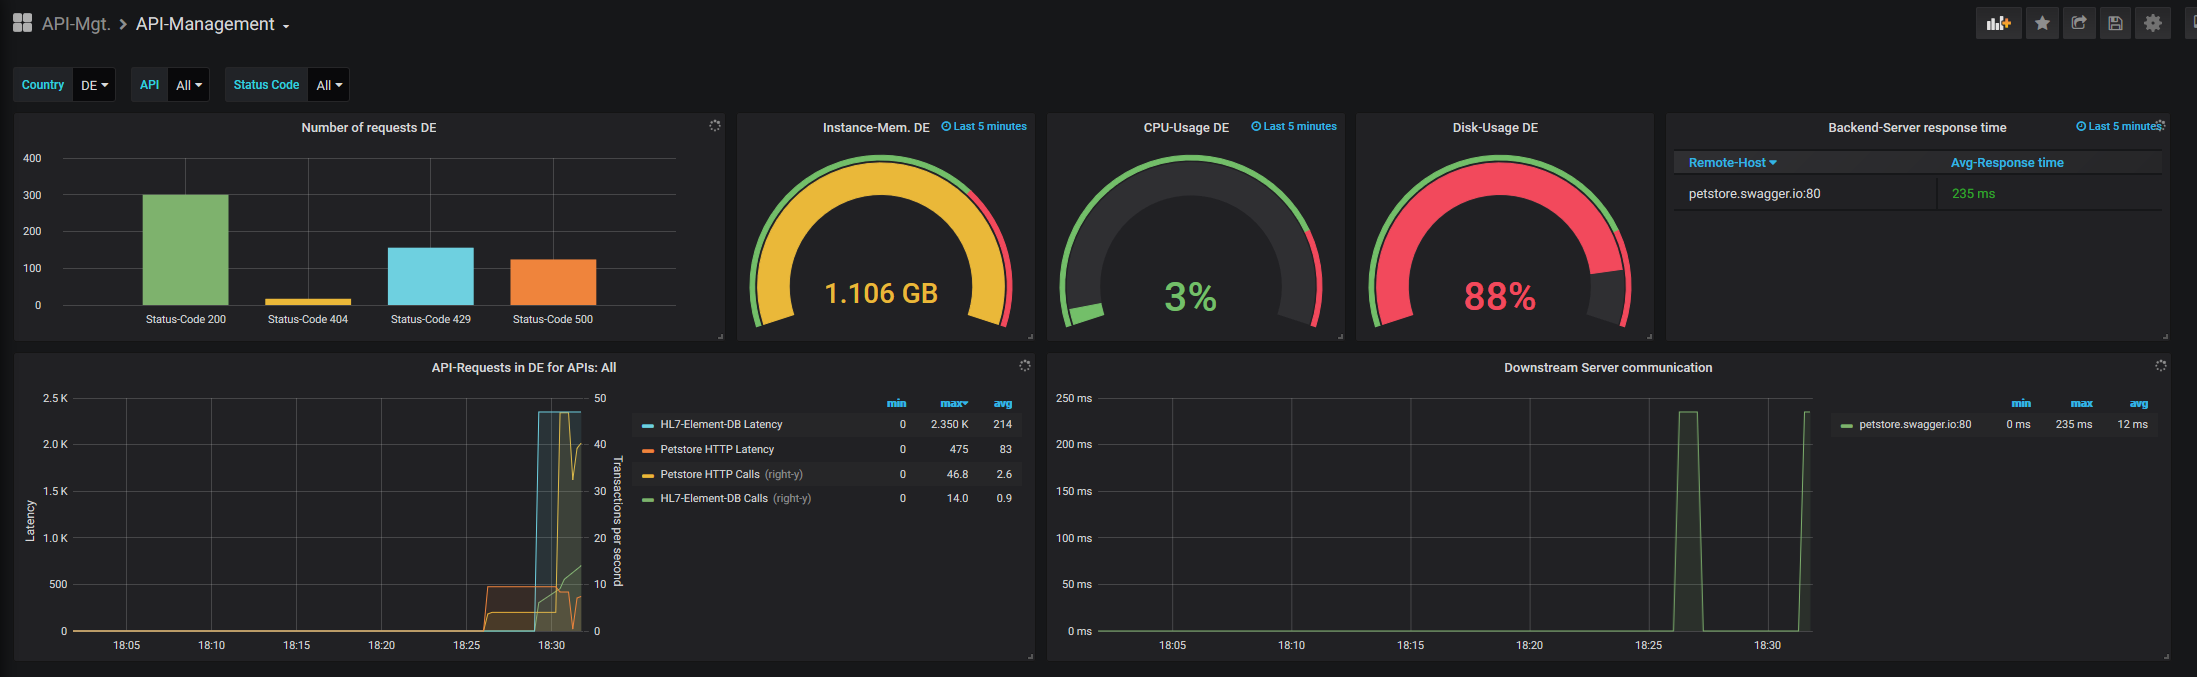 API-Mgt. > API-Management
Country DE API All Status Code All
Number of requests DE
400
300
200
100
0
Status-Code 200 Status-Code 404 Status-Code 429 Status-Code 500
Instance-Mem. DE Last 5 minutes
1.106 GB
CPU-Usage DE Last 5 minutes
3%
Disk-Usage DE
88%
Backend-Server response time Last 5 minutes
Remote-Host Avg-Response time
petstore.swagger.io:80 235 ms
API-Requests in DE for APIs: All
Latency
2.5 K
2.0 K
1.5 K
1.0 K
500
0
18:05 18:10 18:15 18:20 18:25 18:30
50
40
30
20
10
0
Transactions per second
min max avg
HL7-Element-DB Latency 0 2.350 K 214
Petstore HTTP Latency 0 475 83
Petstore HTTP Calls (right-y) 0 46.8 2.6
HL7-Element-DB Calls (right-y) 0 14.0 0.9
Downstream Server communication
250 ms
200 ms
150 ms
100 ms
50 ms
0 ms
18:05 18:10 18:15 18:20 18:25 18:30
min max avg
petstore.swagger.io:80 0 ms 235 ms 12 ms